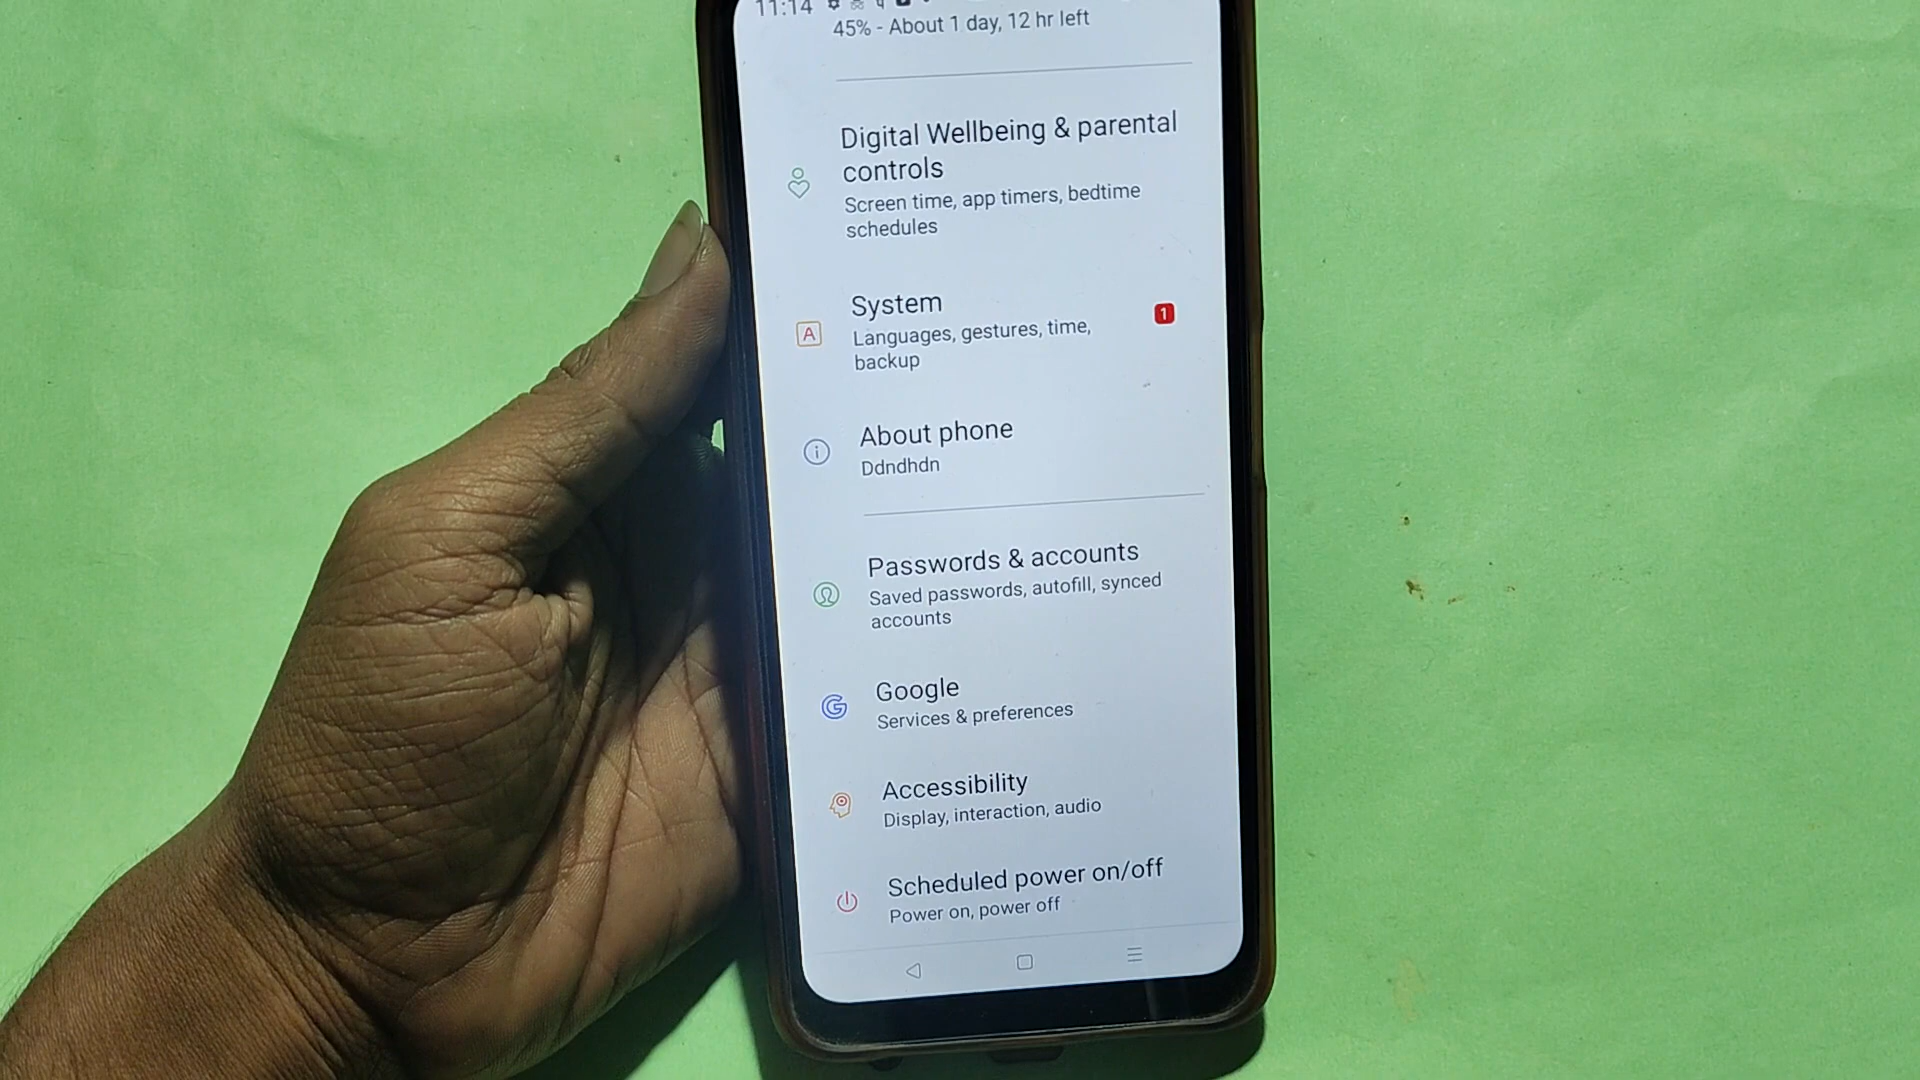 11:14
45% - About 1 day, 12 hr left
Digital Wellbeing & parental
controls
Screen time, app timers, bedtime
schedules
System
1
Languages, gestures, time,
backup
A
About phone
Ddndhdn
Passwords & accounts
Saved passwords, autofill, synced
accounts
Google
Services & preferences
Accessibility
Display, interaction, audio
Scheduled power on/off
Power on, power off